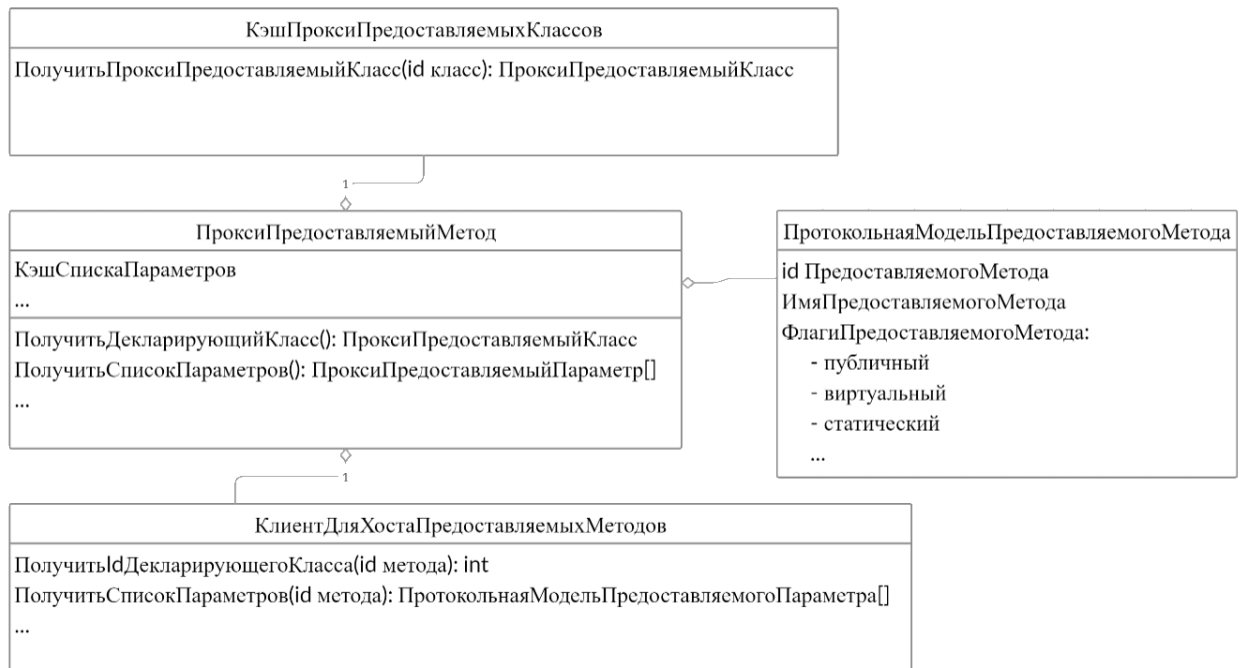 КэшПроксиПредоставляемыхКлассов
ПолучитьПроксиПредоставляемыйКласс(id класс): ПроксиПредоставляемыйКласс
1
ПроксиПредоставляемыйМетод
КэшСпискаПараметров
...
ПолучитьДекларирующийКласс(): ПроксиПредоставляемыйКласс
ПолучитьСписокПараметров(): ПроксиПредоставляемыйПараметр[]
...
ПротокольнаяМодельПредоставляемогоМетода
id ПредоставляемогоМетода
ИмяПредоставляемогоМетода
ФлагиПредоставляемогоМетода:
- публичный
- виртуальный
- статический
...
1
КлиентДляХостаПредоставляемыхМетодов
ПолучитьIdДекларирующегоКласса(id метода): int
ПолучитьСписокПараметров(id метода): ПротокольнаяМодельПредоставляемогоПараметра[]
...